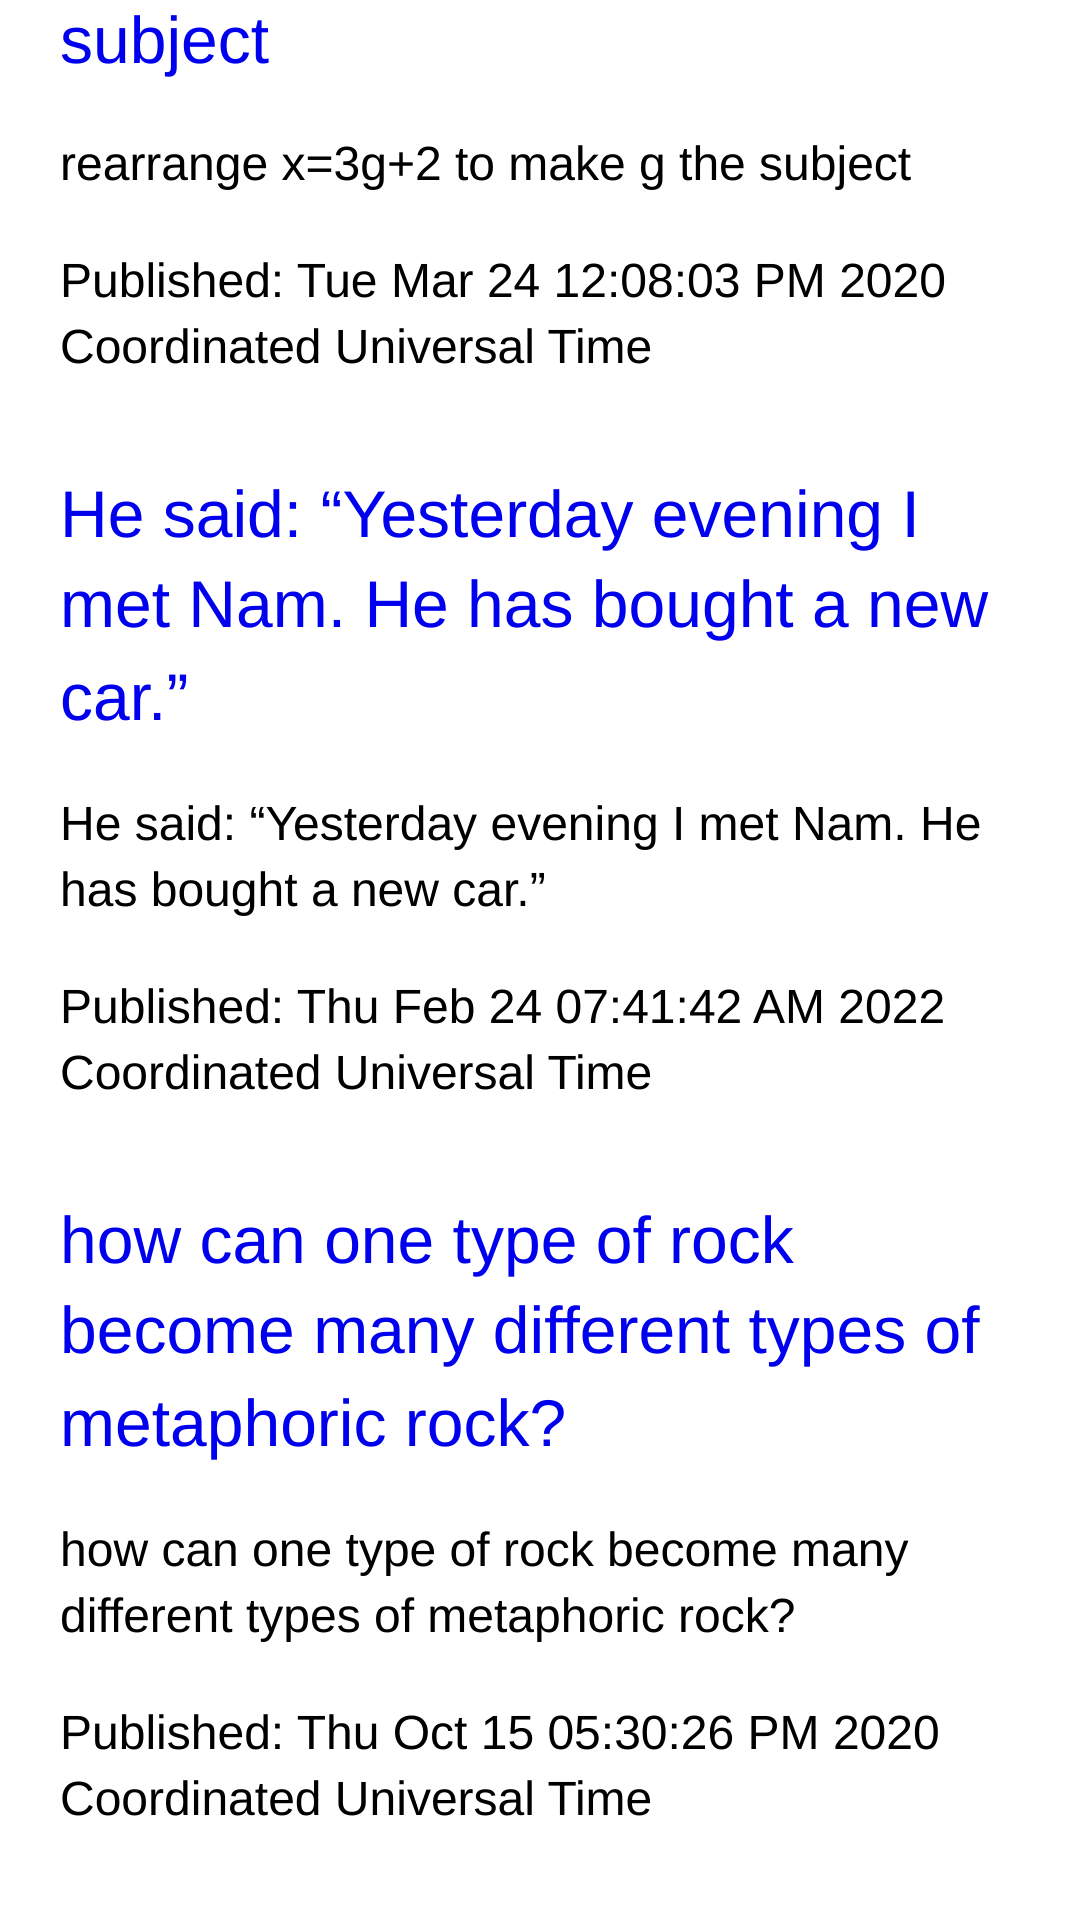 subject
rearrange x=3g+2 to make g the subject
Published: Tue Mar 24 12:08:03 PM 2020
Coordinated Universal Time
He said: “Yesterday evening I
met Nam. He has bought a new
car.”
He said: “Yesterday evening I met Nam. He
has bought a new car.”
Published: Thu Feb 24 07:41:42 AM 2022
Coordinated Universal Time
how can one type of rock
become many different types of
metaphoric rock?
how can one type of rock become many
different types of metaphoric rock?
Published: Thu Oct 15 05:30:26 PM 2020
Coordinated Universal Time